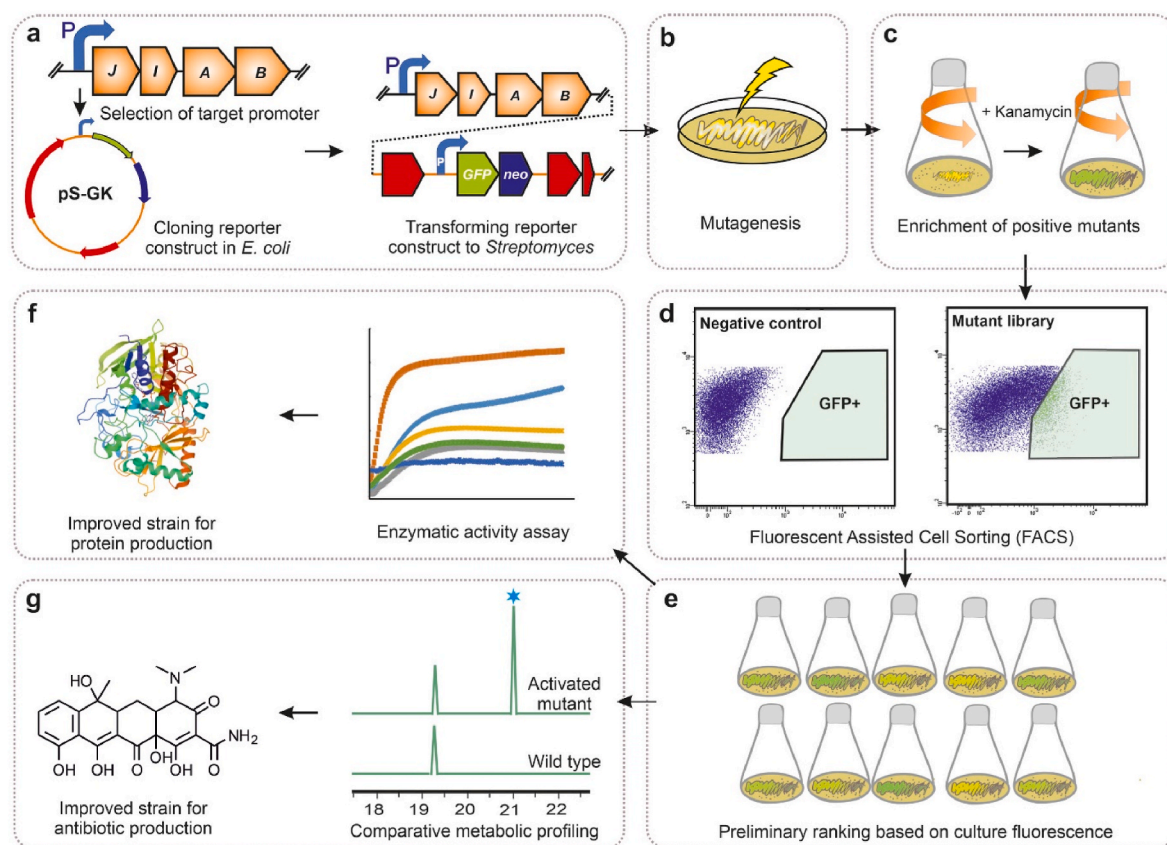 a
P
J I A B
Selection of target promoter
pS-GK
Cloning reporter
construct in E. coli
P
J I A B
P
GFP neo
Transforming reporter
construct to Streptomyces
b
Mutagenesis
c
+ Kanamycin
Enrichment of positive mutants
d
Negative control
GFP+
Mutant library
GFP+
Fluorescent Assisted Cell Sorting (FACS)
e
Preliminary ranking based on culture fluorescence
f
Improved strain for
protein production
Enzymatic activity assay
g
HO
N
NH₂
OH OH O OH OH O O
O
Improved strain for
antibiotic production
Activated
mutant
Wild type
18 19 20 21 22
Comparative metabolic profiling